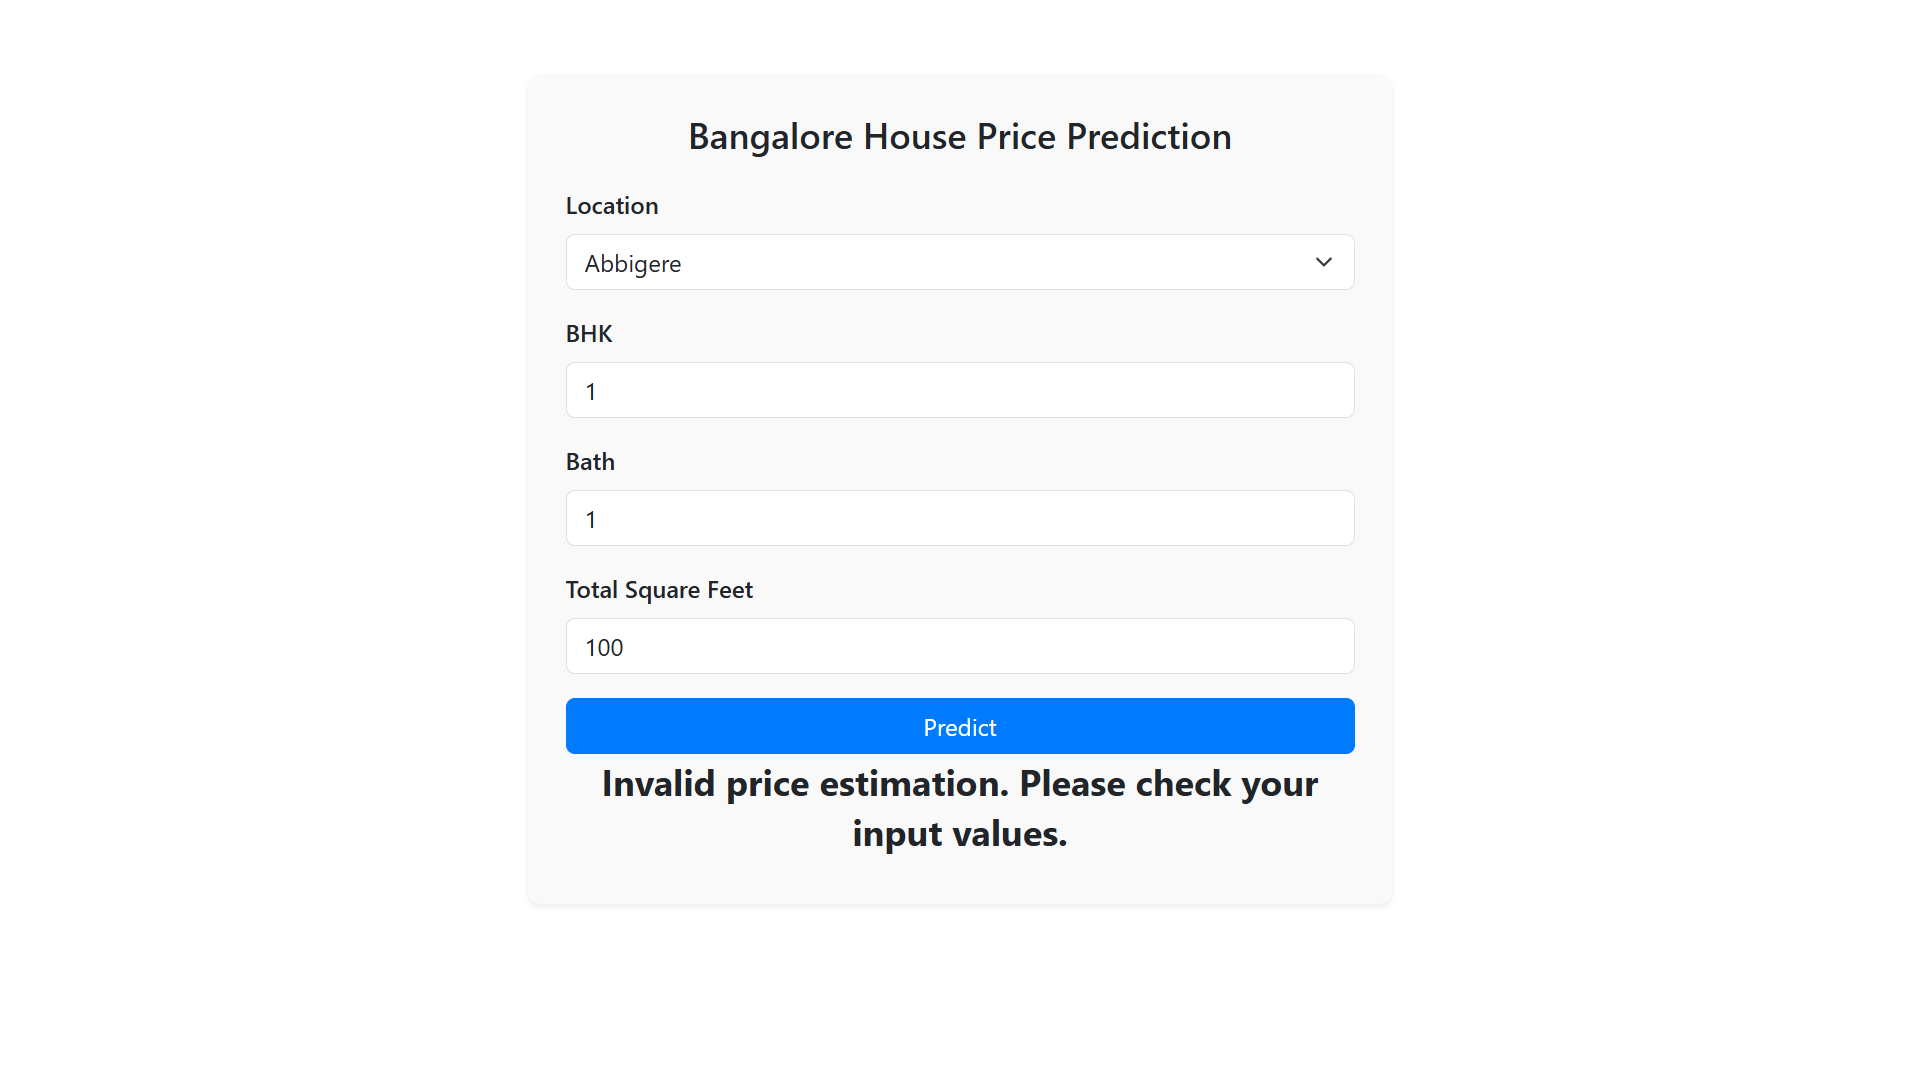 Bangalore House Price Prediction
Location
Abbigere
BHK
1
Bath
1
Total Square Feet
100
Predict
Invalid price estimation. Please check your
input values.